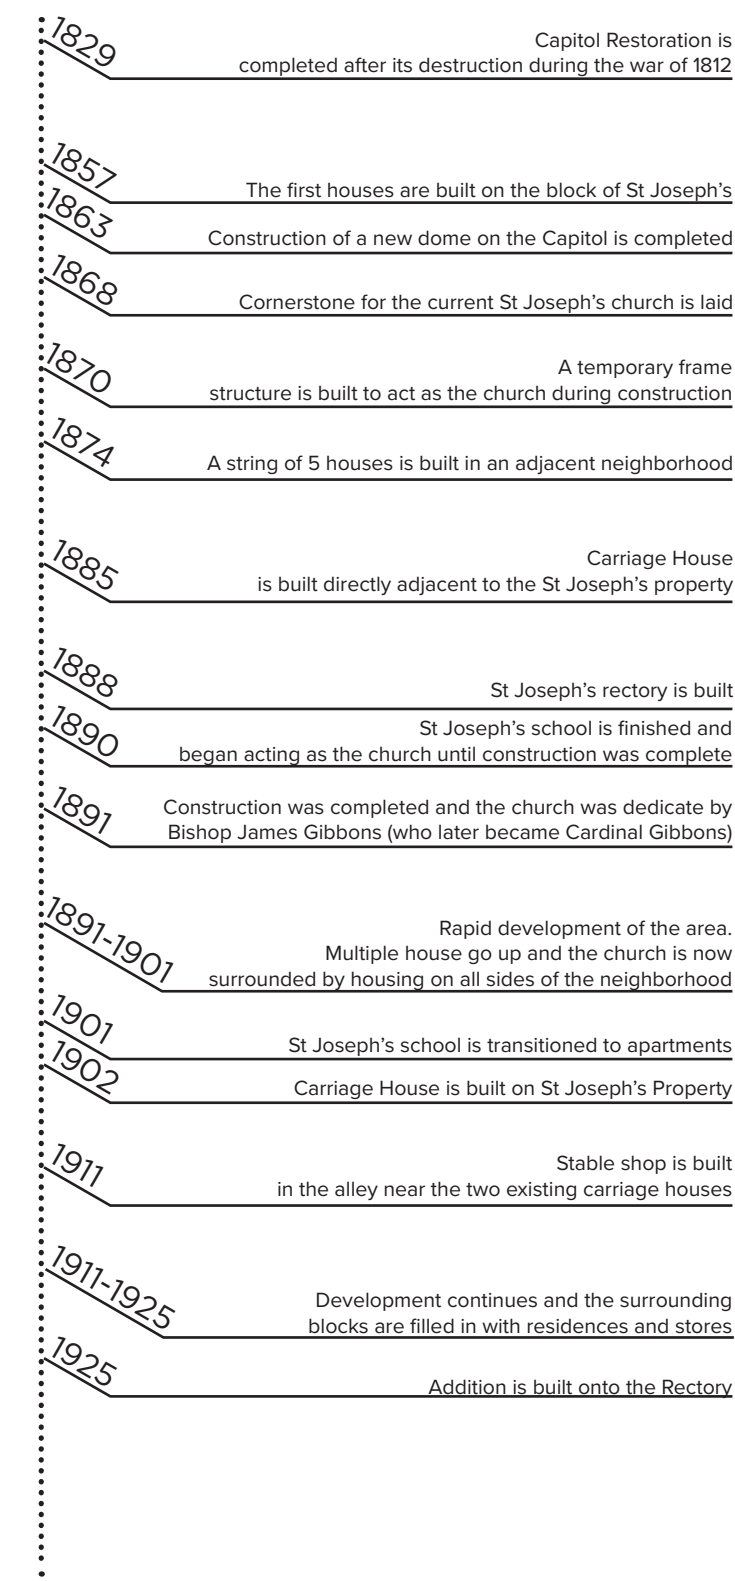 1829
Capitol Restoration is
completed after its destruction during the war of 1812
1857
The first houses are built on the block of St Joseph's
1863
Construction of a new dome on the Capitol is completed
1868
Cornerstone for the current St Joseph's church is laid
1870
A temporary frame
structure is built to act as the church during construction
1874
A string of 5 houses is built in an adjacent neighborhood
1885
Carriage House
is built directly adjacent to the St Joseph's property
1888
St Joseph's rectory is built
1890
St Joseph's school is finished and
began acting as the church until construction was complete
1891
Construction was completed and the church was dedicate by
Bishop James Gibbons (who later became Cardinal Gibbons)
1891-1901
Rapid development of the area.
Multiple house go up and the church is now
surrounded by housing on all sides of the neighborhood
1901
St Joseph's school is transitioned to apartments
1902
Carriage House is built on St Joseph's Property
1911
Stable shop is built
in the alley near the two existing carriage houses
1911-1925
Development continues and the surrounding
blocks are filled in with residences and stores
1925
Addition is built onto the Rectory